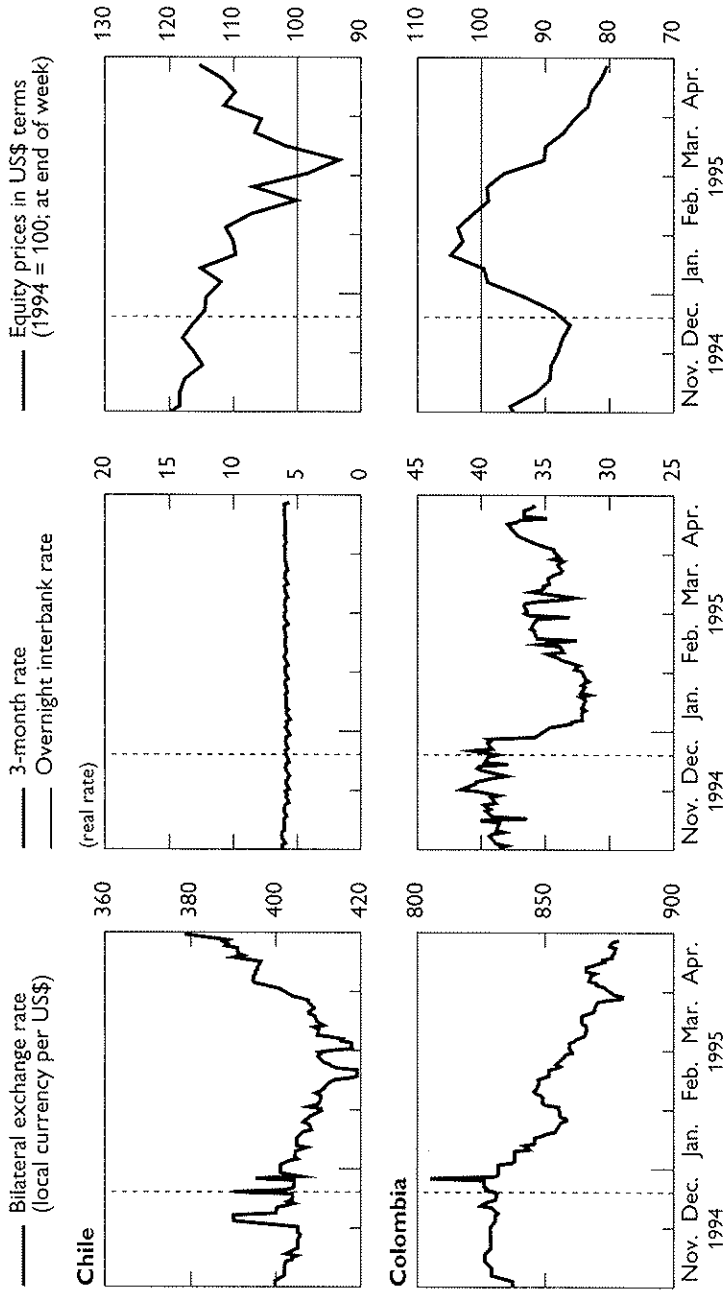 Bilateral exchange rate
(local currency per US$)
3-month rate
Overnight interbank rate
Equity prices in US$ terms
(1994 = 100; at end of week)
Chile
360
380
400
420
(real rate)
20
15
10
5
0
130
120
110
100
90
Colombia
800
850
900
45
40
35
30
25
110
100
90
80
70
Nov. Dec. Jan. Feb. Mar. Apr.
1994 1995
Nov. Dec. Jan. Feb. Mar. Apr.
1994 1995
Nov. Dec. Jan. Feb. Mar. Apr.
1994 1995